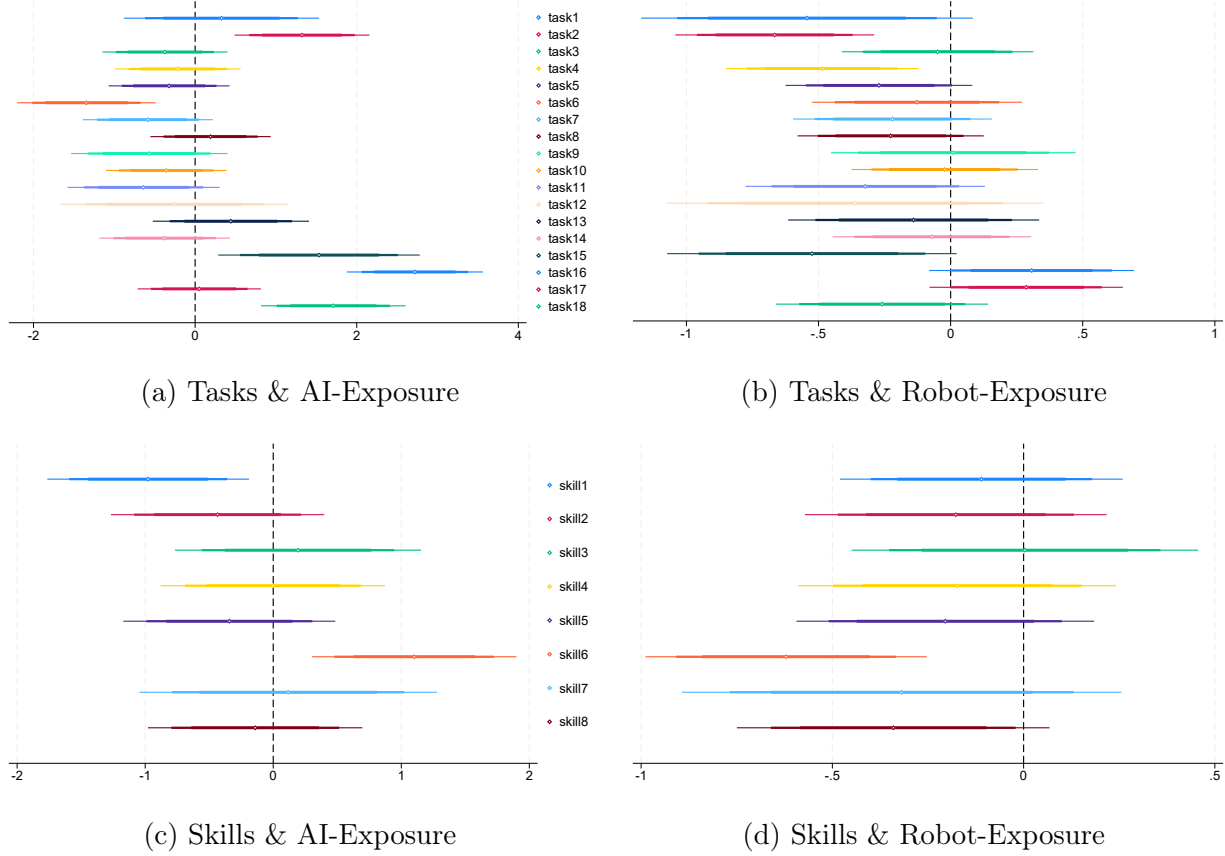 task1
task2
task3
task4
task5
task6
task7
task8
task9
task10
task11
task12
task13
task14
task15
task16
task17
task18
-2 0 2 4
-1 -.5 0 .5 1
(a) Tasks & AI-Exposure
(b) Tasks & Robot-Exposure
skill1
skill2
skill3
skill4
skill5
skill6
skill7
skill8
-2 -1 0 1 2
-1 -.5 0 .5
(c) Skills & AI-Exposure
(d) Skills & Robot-Exposure